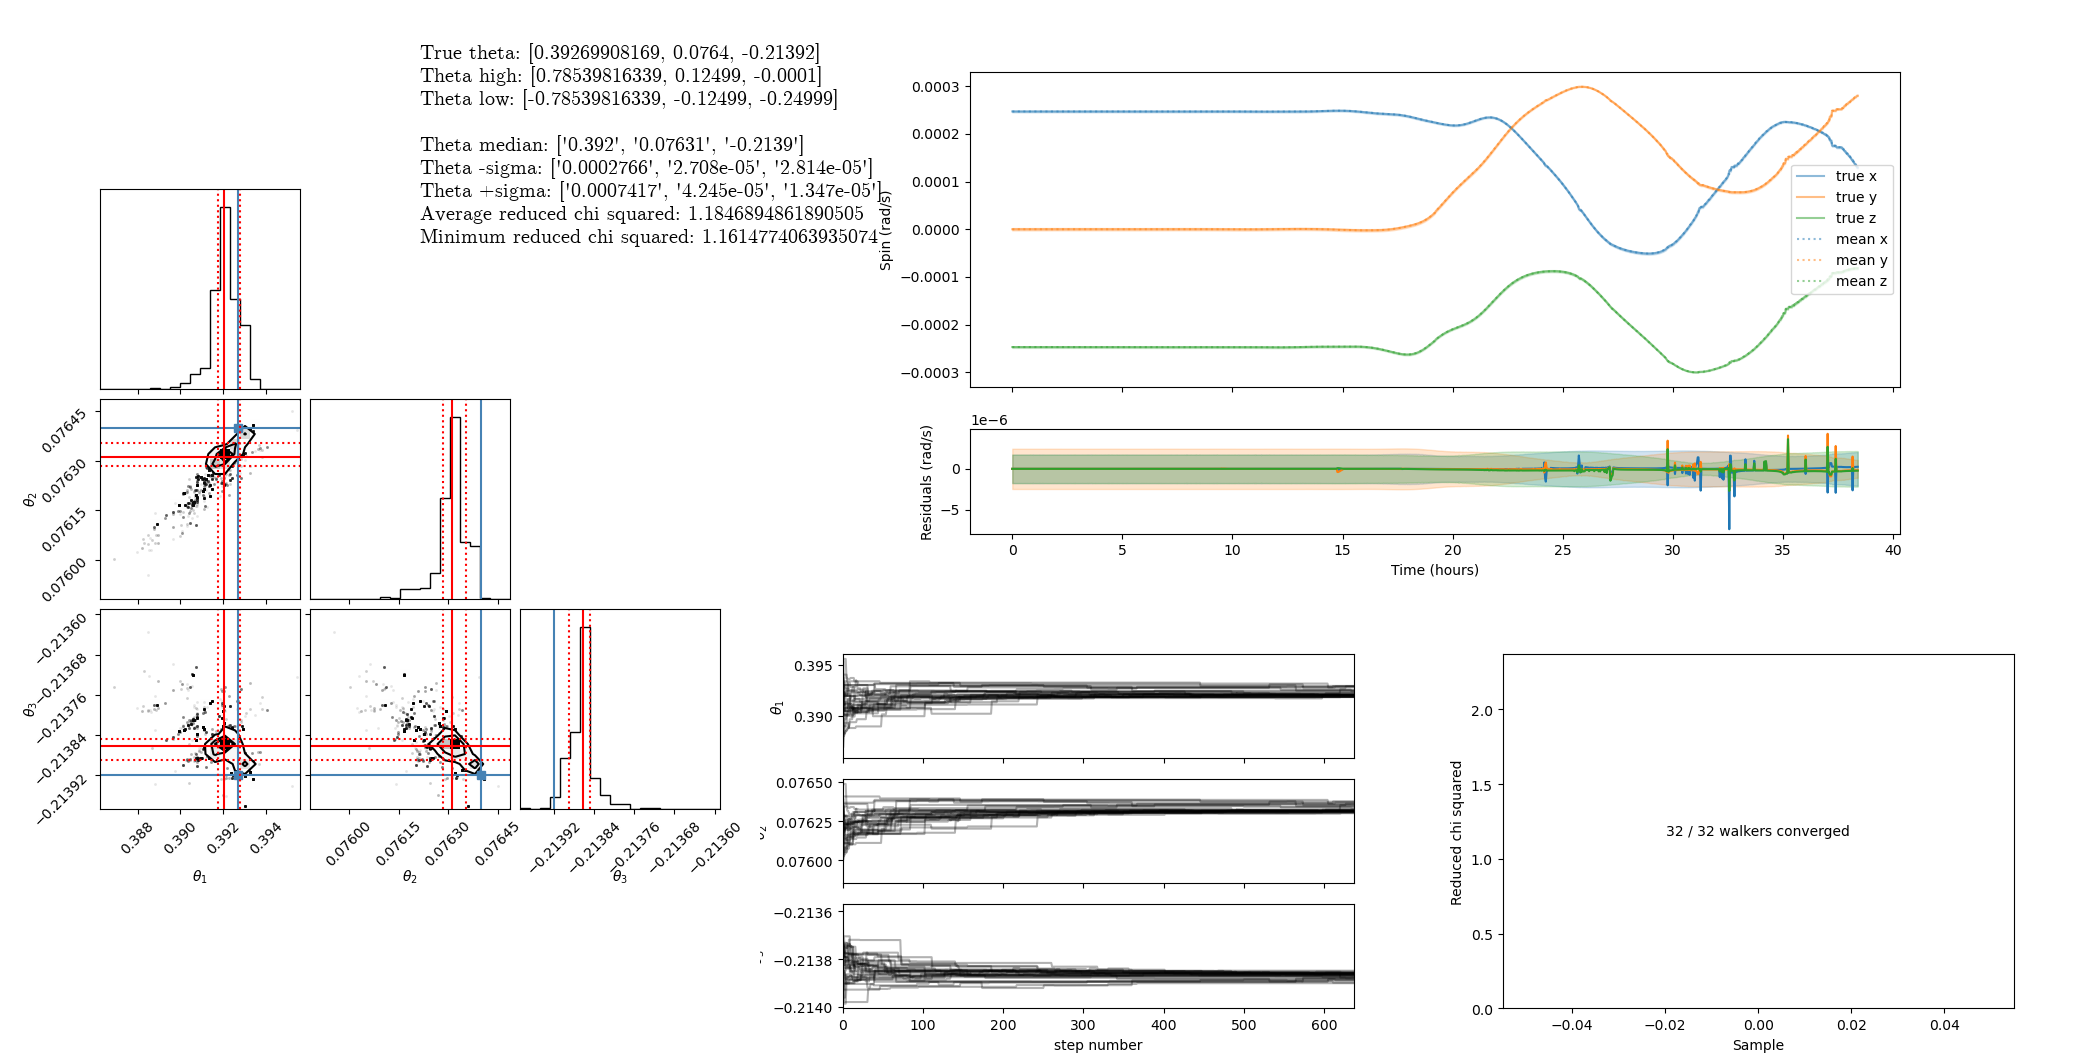 True theta: [0.39269908169, 0.0764, -0.21392]
Theta high: [0.78539816339, 0.12499, -0.0001]
Theta low: [-0.78539816339, -0.12499, -0.24999]
Theta median: ['0.392', '0.07631', '-0.2139']
Theta -sigma: ['0.0002766', '2.708e-05', '2.814e-05']
Theta +sigma: ['0.0007417', '4.245e-05', '1.347e-05']
Average reduced chi squared: 1.1846894861890505
Minimum reduced chi squared: 1.1614774063935074
0.0003
0.0002
0.0001
0.0000
−0.0001
−0.0002
−0.0003
Spin (rad/s)
true x
true y
true z
mean x
mean y
mean z
1e−6
0
−5
Residuals (rad/s)
0 5 10 15 20 25 30 35 40
Time (hours)
0.07645
0.07630
0.07615
0.07600
θ2
−0.21360
−0.21368
−0.21376
−0.21384
−0.21392
θ3
0.388 0.390 0.392 0.394
θ1
0.07600 0.07615 0.07630 0.07645
θ2
−0.21392 −0.21384 −0.21376 −0.21368 −0.21360
θ3
0.395
0.390
θ1
0.07650
0.07625
0.07600
−0.2136
−0.2138
−0.2140
0 100 200 300 400 500 600
step number
2.0
1.5
1.0
0.5
0.0
Reduced chi squared
32 / 32 walkers converged
−0.04 −0.02 0.00 0.02 0.04
Sample